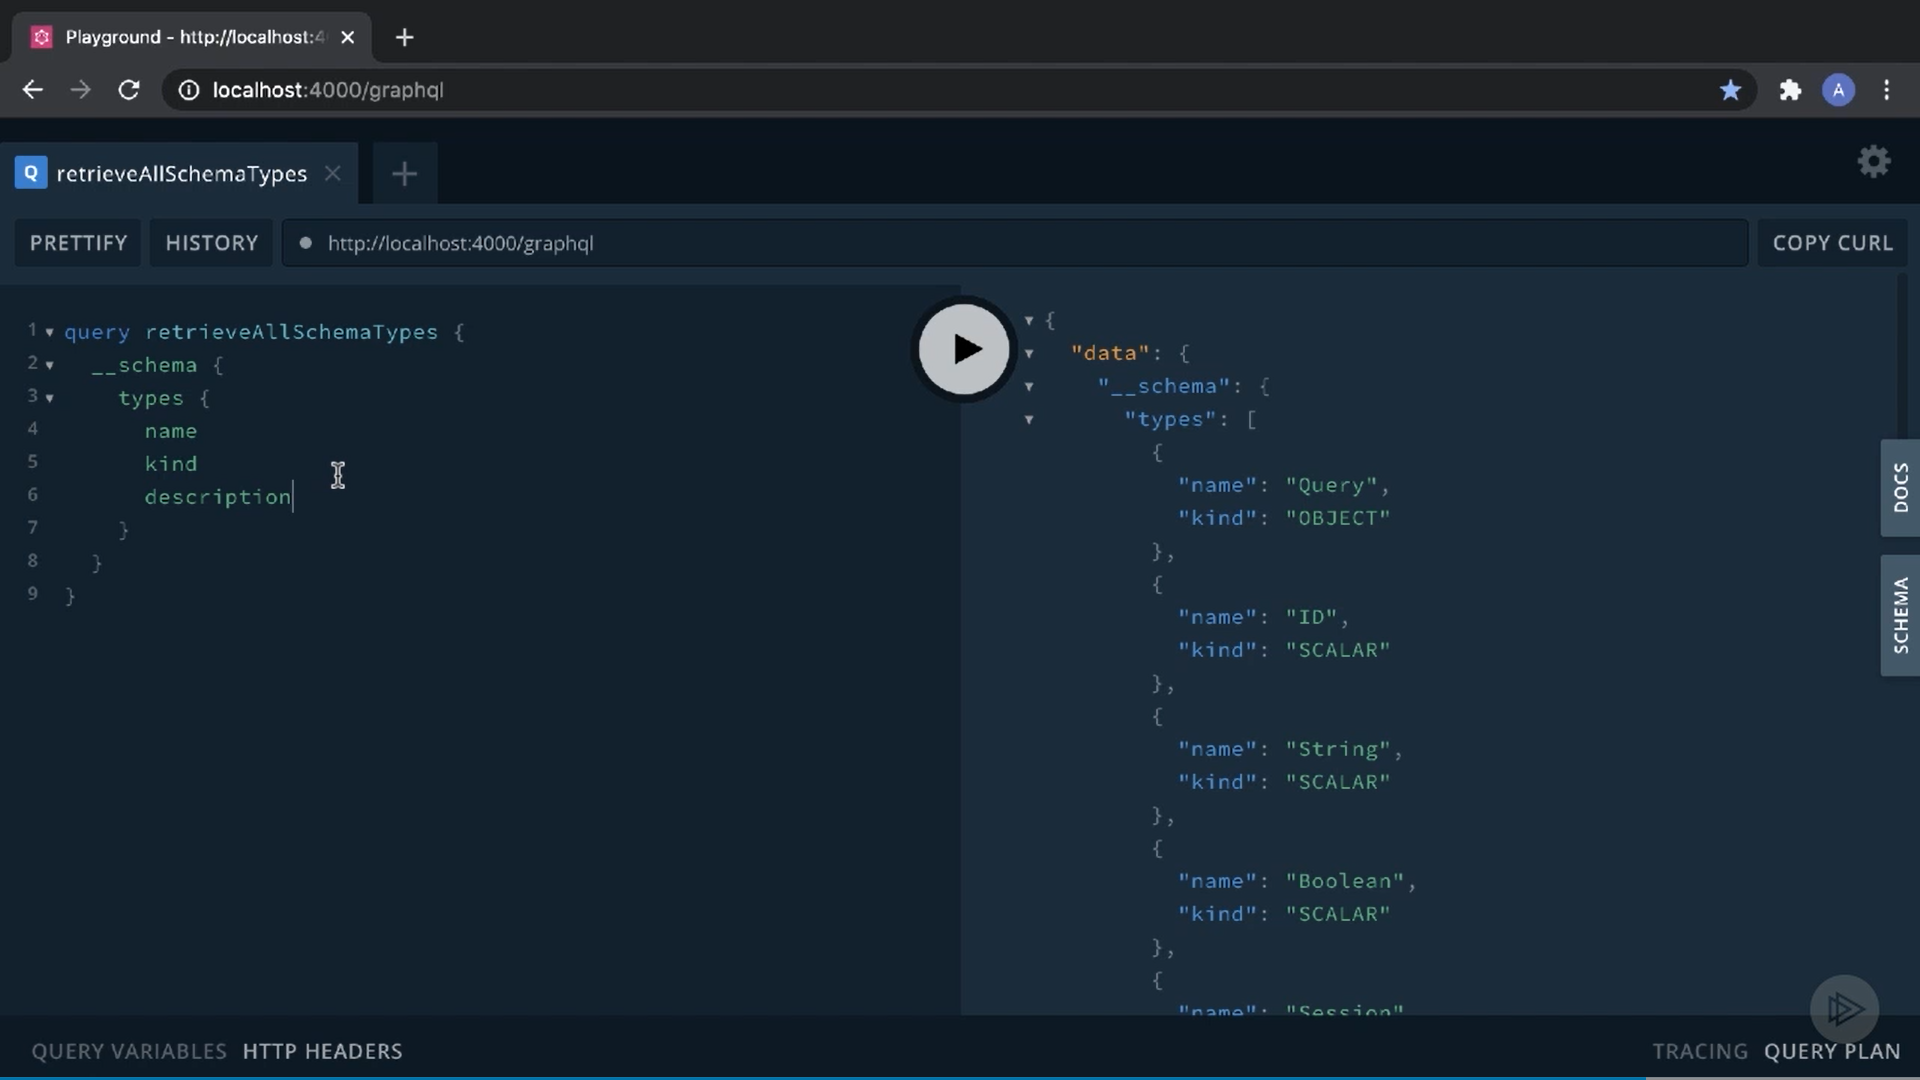 Playground - http://localhost:4
localhost:4000/graphql
A
Q retrieveAllSchemaTypes
PRETTIFY HISTORY http://localhost:4000/graphql COPY CURL
1 query retrieveAllSchemaTypes {
2 __schema {
3 types {
4 name
5 kind
6 description
7 }
8 }
9 }
{
"data": {
"__schema": {
"types": [
{
"name": "Query",
"kind": "OBJECT"
},
{
"name": "ID",
"kind": "SCALAR"
},
{
"name": "String",
"kind": "SCALAR"
},
{
"name": "Boolean",
"kind": "SCALAR"
},
{
"name": "Session"
DOCS
SCHEMA
QUERY VARIABLES HTTP HEADERS
TRACING QUERY PLAN